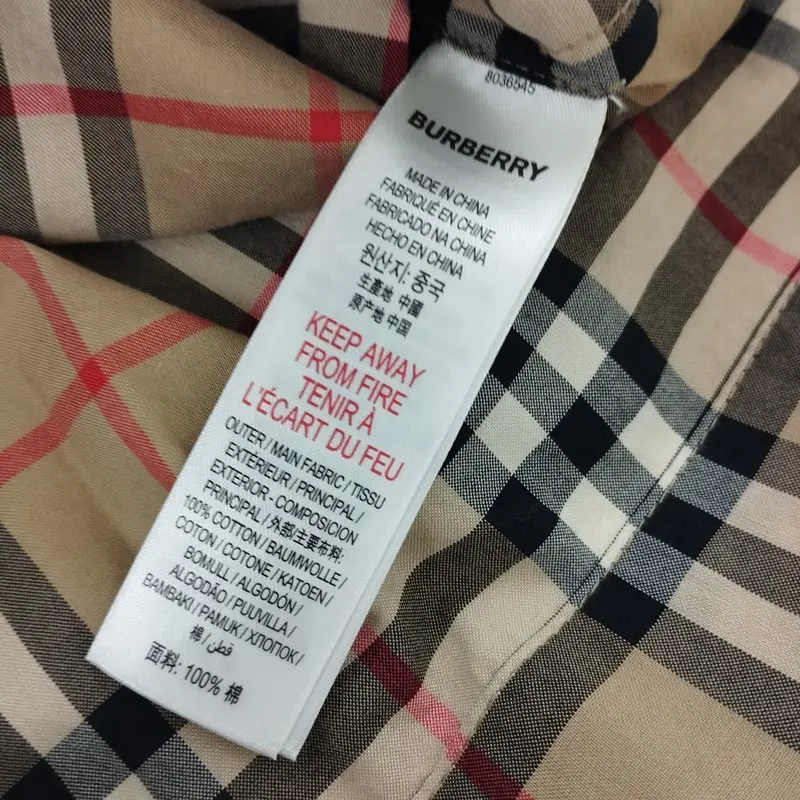 8036545
BURBERRY
MADE IN CHINA
FABRIQUÉ EN CHINE
FABRICADO NA CHINA
HECHO EN CHINA
원산지: 중국
生產地 中國
原产地 中国
KEEP AWAY
FROM FIRE
TENIR À
L'ÉCART DU FEU
OUTER / MAIN FABRIC / TISSU
EXTÉRIEUR / PRINCIPAL /
EXTERIOR - COMPOSICION
PRINCIPAL / 外部主要布料:
100% COTTON / BAUMWOLLE /
COTON / COTONE / KATOEN /
BOMULL / ALGODÓN /
ALGODÃO / PUUVILLA /
BAMBAKI / PAMUK / ХЛОПОК /
棉 / قطن
面料: 100% 棉